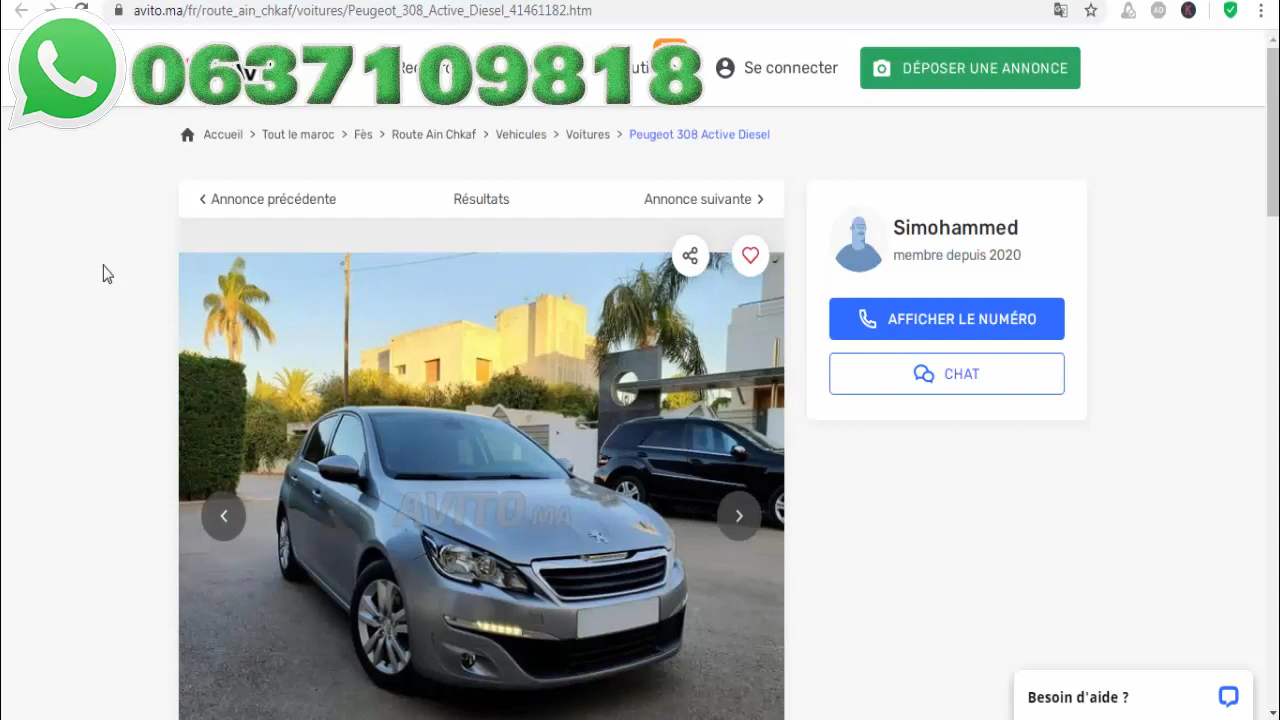 avito.ma/fr/route_ain_chkaf/voitures/Peugeot_308_Active_Diesel_41461182.htm
0637109818
Se connecter
DÉPOSER UNE ANNONCE
Accueil > Tout le maroc > Fès > Route Ain Chkaf > Vehicules > Voitures > Peugeot 308 Active Diesel
Annonce précédente
Résultats
Annonce suivante
Simohammed
membre depuis 2020
AFFICHER LE NUMÉRO
CHAT
AVITO.MA
Besoin d'aide ?